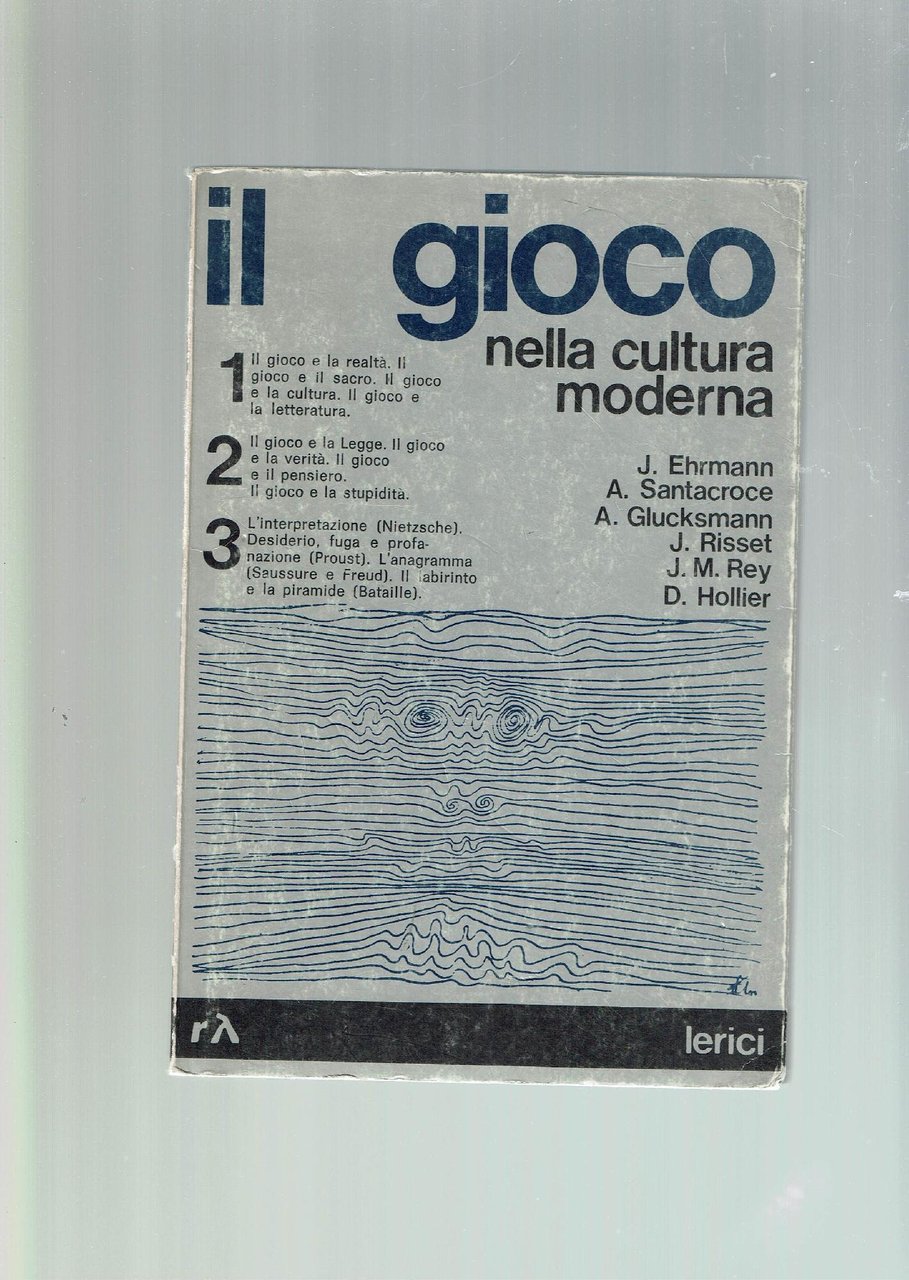 il gioco
nella cultura
moderna
1
Il gioco e la realtà. Il
gioco e il sacro. Il gioco
e la cultura. Il gioco e
la letteratura.
2
Il gioco e la Legge. Il gioco
e la verità. Il gioco
e il pensiero.
Il gioco e la stupidità.
3
L'interpretazione (Nietzsche).
Desiderio, fuga e profa-
nazione (Proust). L'anagramma
(Saussure e Freud). Il labirinto
e la piramide (Bataille).
J. Ehrmann
A. Santacroce
A. Glucksmann
J. Risset
J. M. Rey
D. Hollier
rλ
lerici